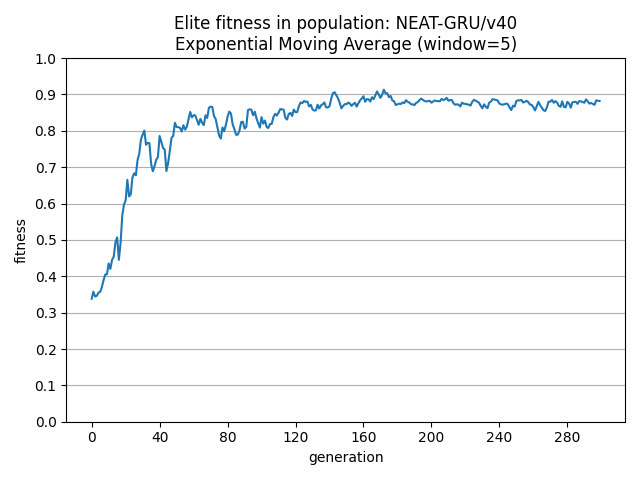 Elite fitness in population: NEAT-GRU/v40
Exponential Moving Average (window=5)
1.0
0.9
0.8
0.7
0.6
0.5
0.4
0.3
0.2
0.1
0.0
fitness
0 40 80 120 160 200 240 280
generation